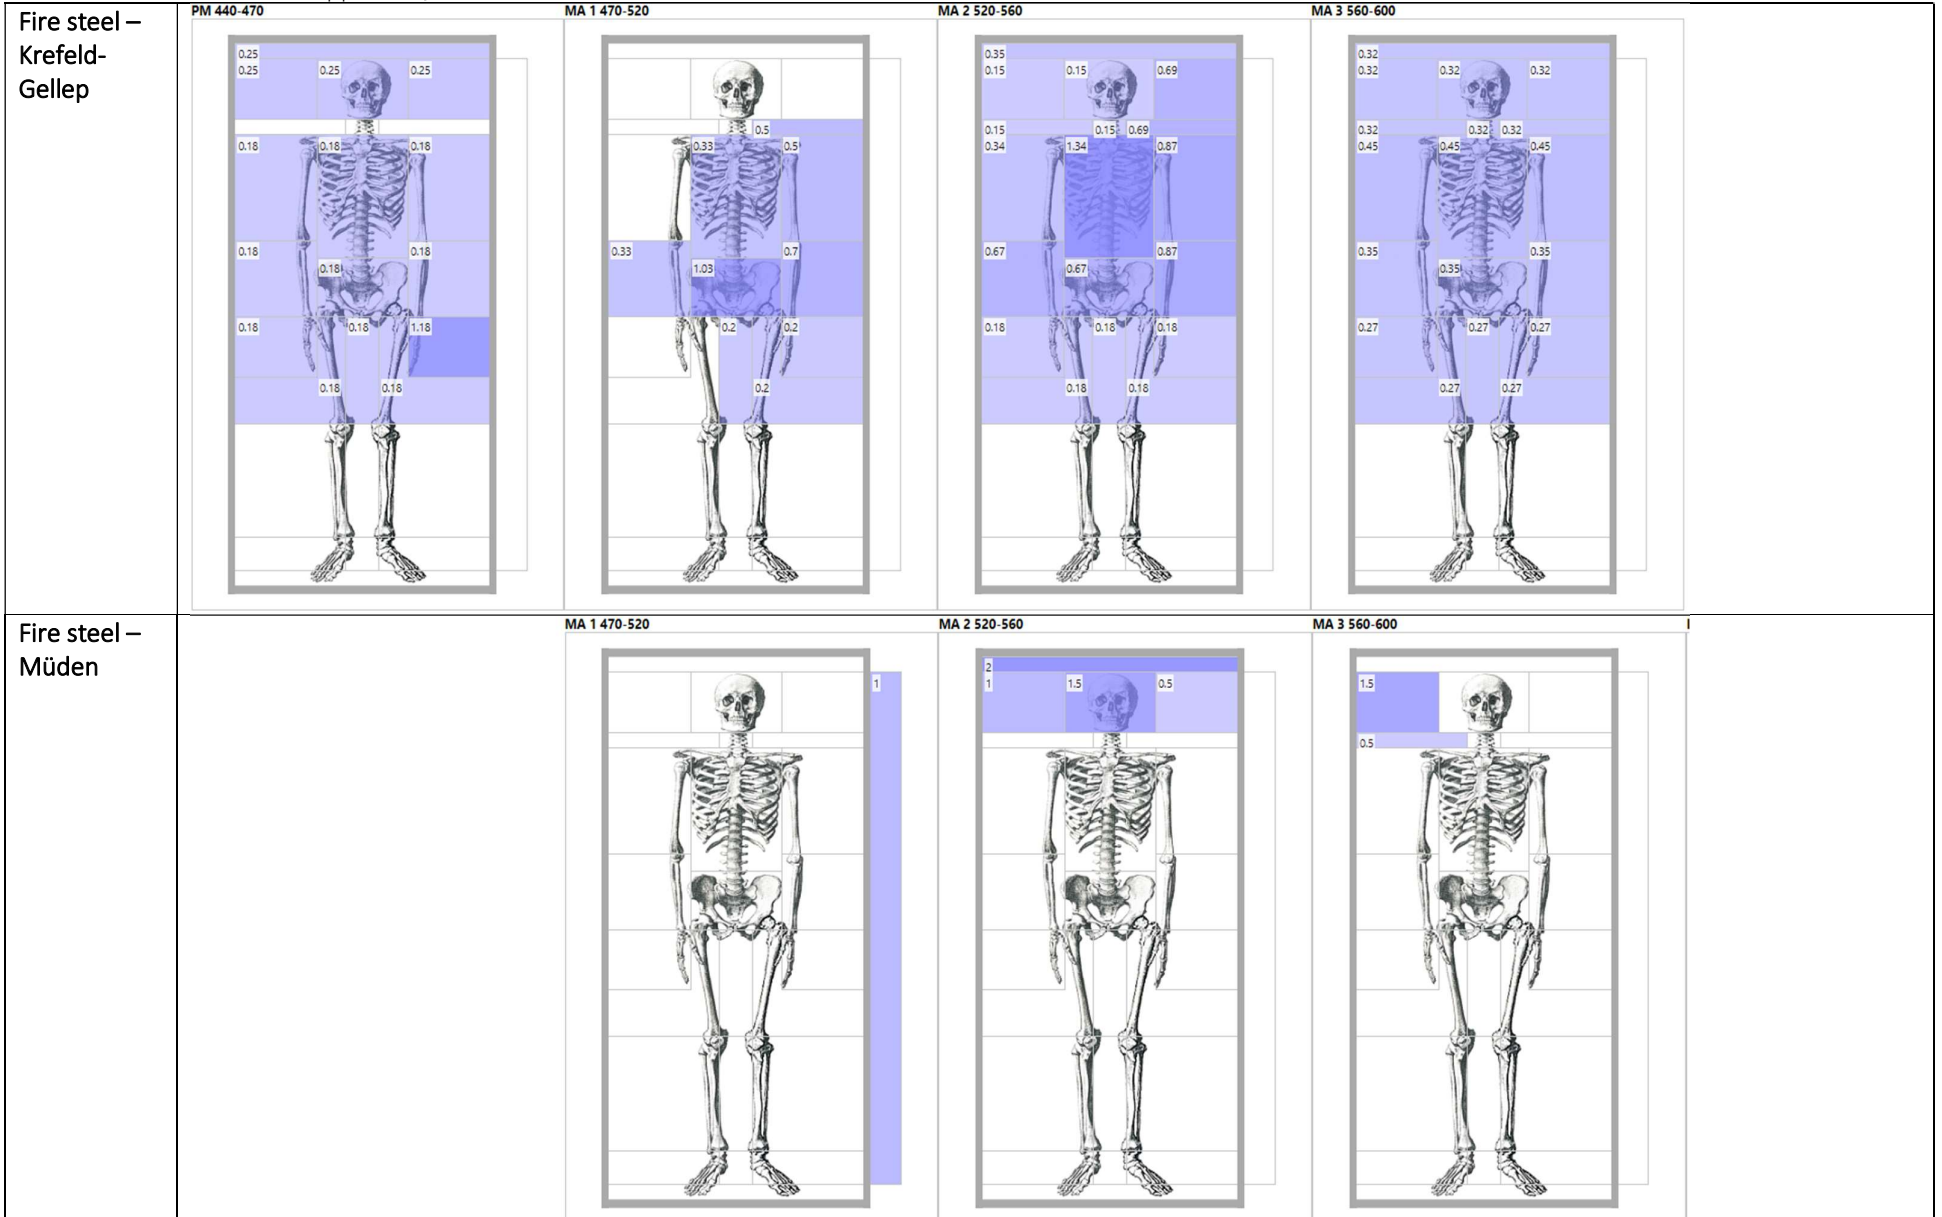 Fire steel –
Krefeld-
Gellep
PM 440-470
MA 1 470-520
MA 2 520-560
MA 3 560-600
0.25
0.25 0.25 0.25
0.18 0.18 0.18
0.18 0.18
0.18
0.18 0.18 1.18
0.18 0.18
0.5
0.33 0.5
0.33 0.7
1.03
0.2 0.2
0.2
0.35
0.15 0.15 0.69
0.15 0.15 0.69
0.34 1.34 0.87
0.67 0.87
0.67
0.18 0.18 0.18
0.18 0.18
0.32
0.32 0.32 0.32
0.32 0.32 0.32
0.45 0.45 0.45
0.35 0.35
0.35
0.27 0.27 0.27
0.27 0.27
Fire steel –
Müden
MA 1 470-520
MA 2 520-560
MA 3 560-600
1
2
1 1.5 0.5
1.5
0.5